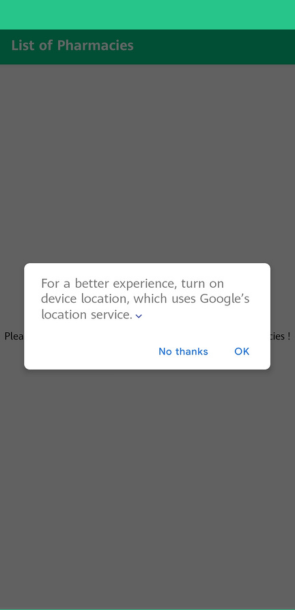 List of Pharmacies
For a better experience, turn on
device location, which uses Google’s
location service.
Plea
cies !
No thanks
OK